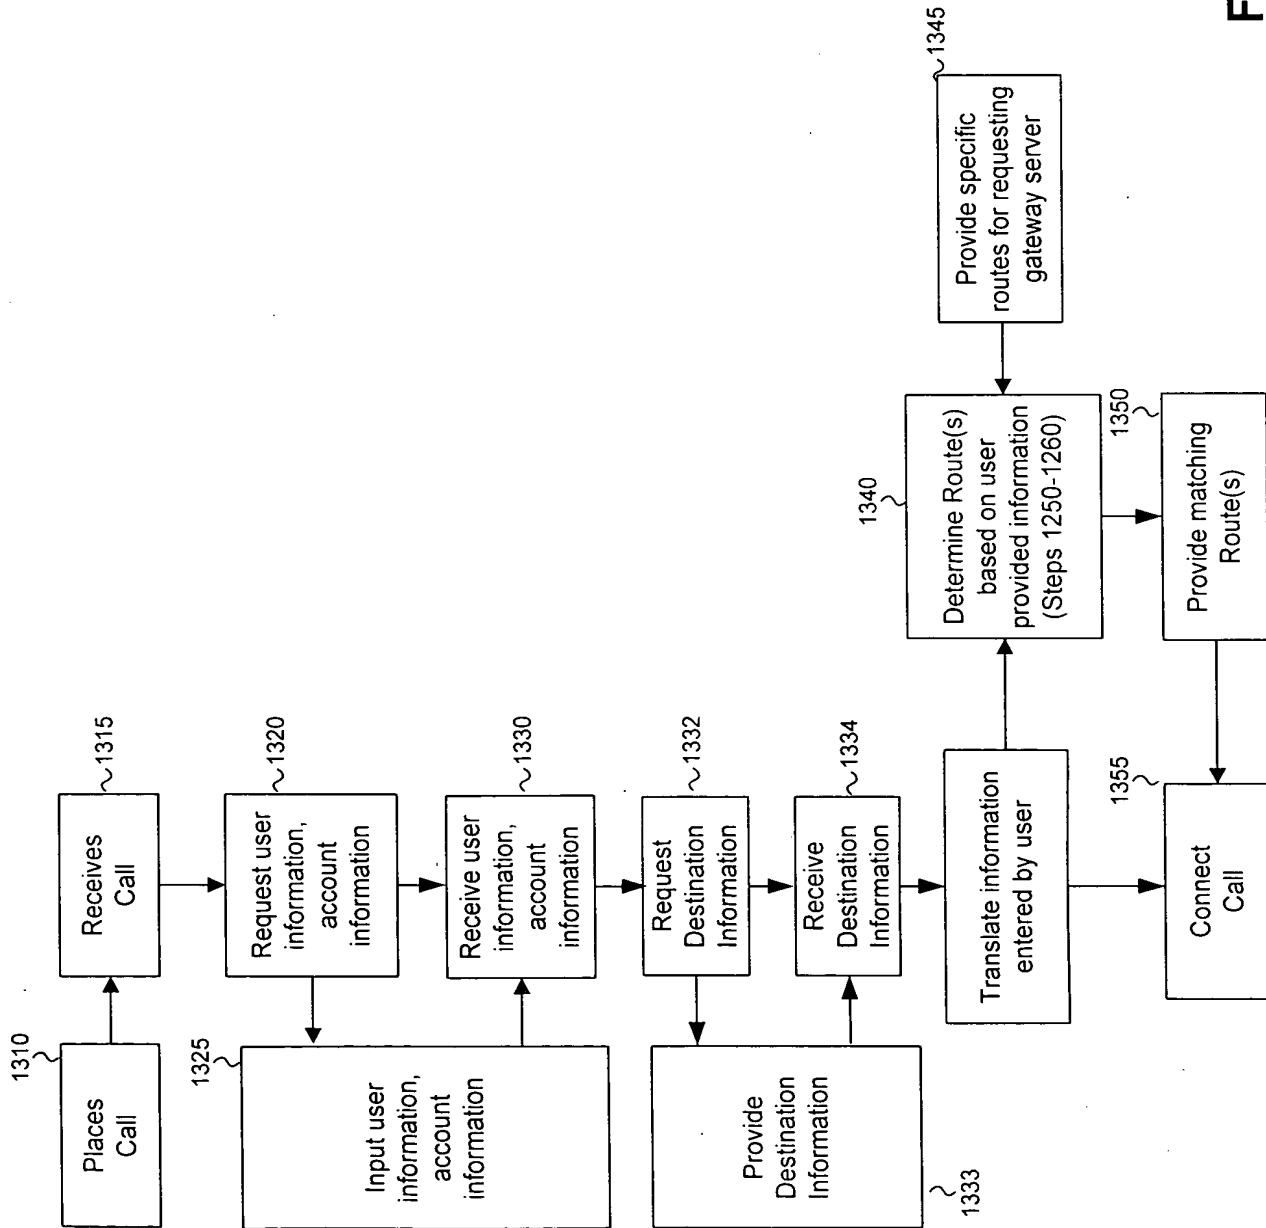 1310
Places
Call
1315
Receives
Call
1320
Request user
information,
account
information
1325
Input user
information,
account
information
1330
Receive user
information,
account
information
1332
Request
Destination
Information
1333
Provide
Destination
Information
1334
Receive
Destination
Information
Translate information
entered by user
1340
Determine Route(s)
based on user
provided information
(Steps 1250-1260)
1345
Provide specific
routes for requesting
gateway server
1350
Provide matching
Route(s)
1355
Connect
Call